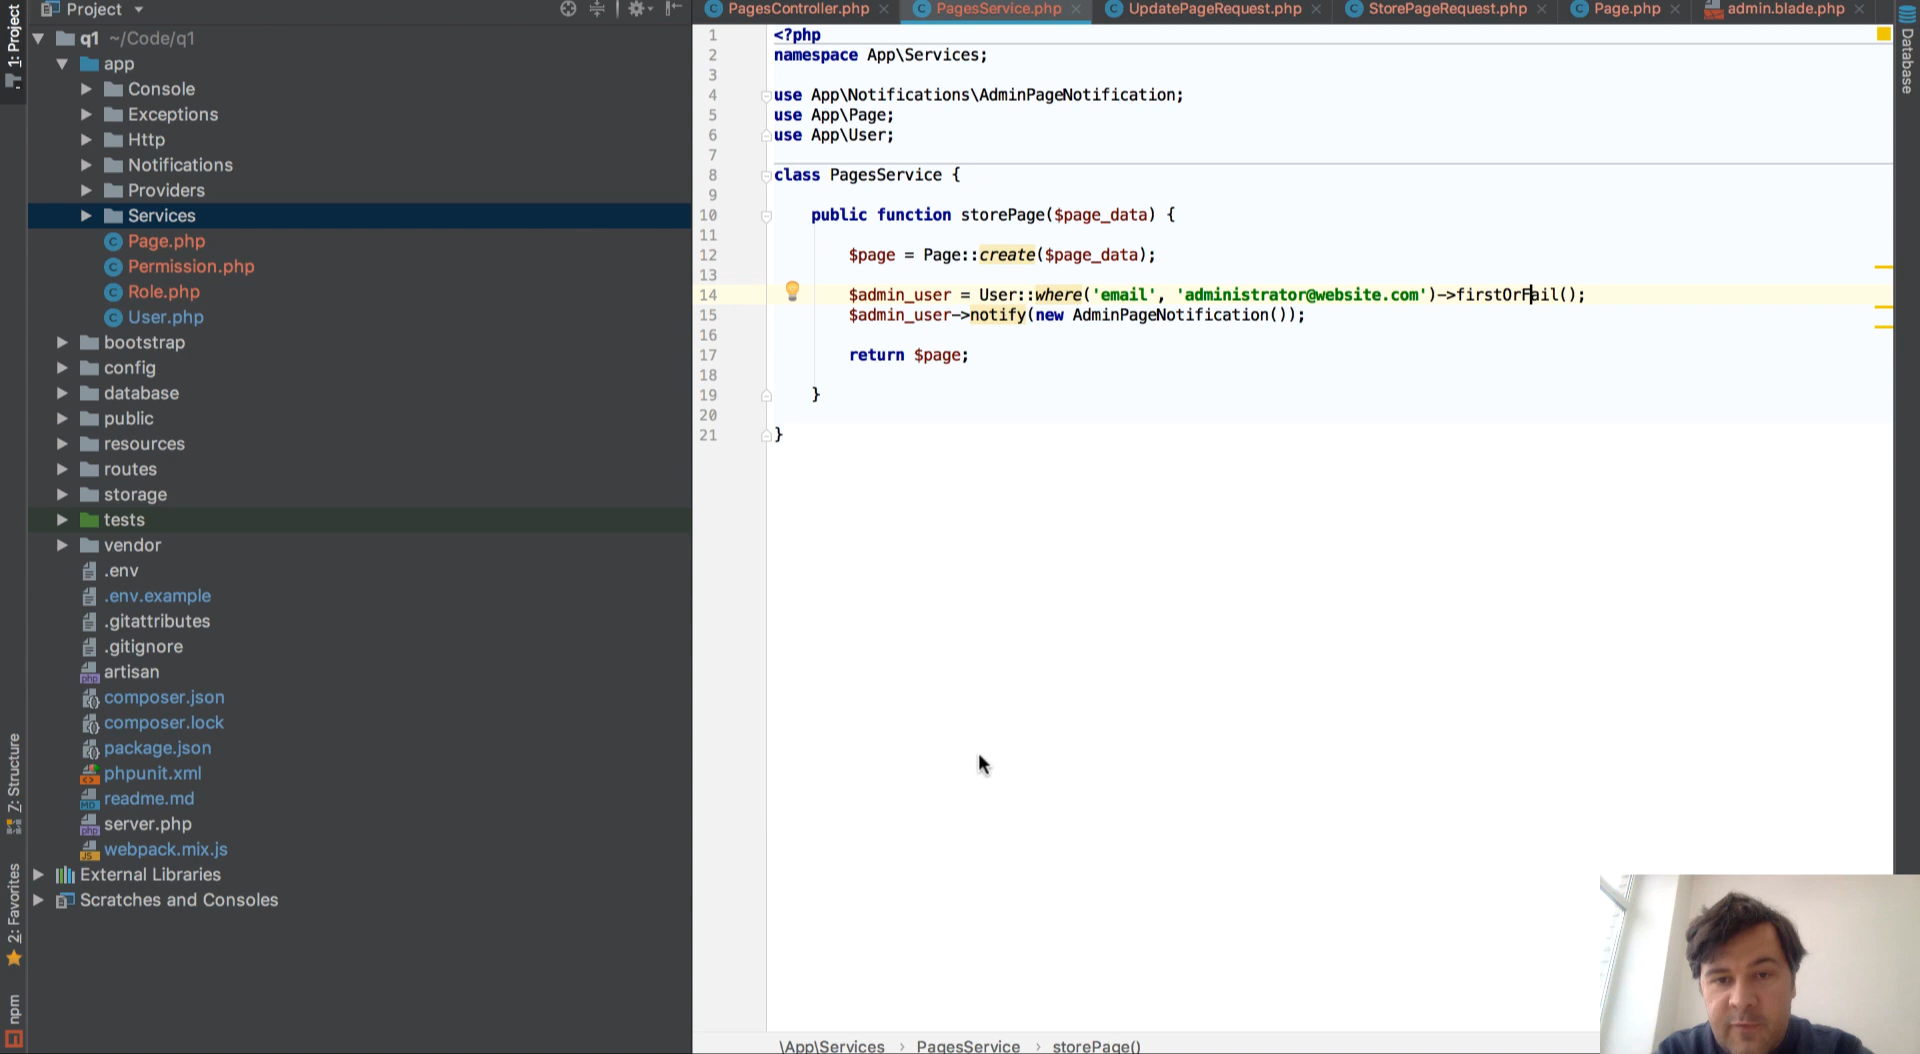 1: Project
Project
q1 ~/Code/q1
app
Console
Exceptions
Http
Notifications
Providers
Services
Page.php
Permission.php
Role.php
User.php
bootstrap
config
database
public
resources
routes
storage
tests
vendor
.env
.env.example
.gitattributes
.gitignore
artisan
composer.json
composer.lock
package.json
phpunit.xml
readme.md
server.php
webpack.mix.js
External Libraries
Scratches and Consoles
7: Structure
2: Favorites
npm
PagesController.php
PagesService.php
UpdatePageRequest.php
StorePageRequest.php
Page.php
admin.blade.php
1 <?php
2 namespace App\Services;
3
4 use App\Notifications\AdminPageNotification;
5 use App\Page;
6 use App\User;
7
8 class PagesService {
9
10 public function storePage($page_data) {
11
12 $page = Page::create($page_data);
13
14 $admin_user = User::where('email', 'administrator@website.com')->firstOrFail();
15 $admin_user->notify(new AdminPageNotification());
16
17 return $page;
18
19 }
20
21 }
\App\Services › PagesService › storePage()
Database